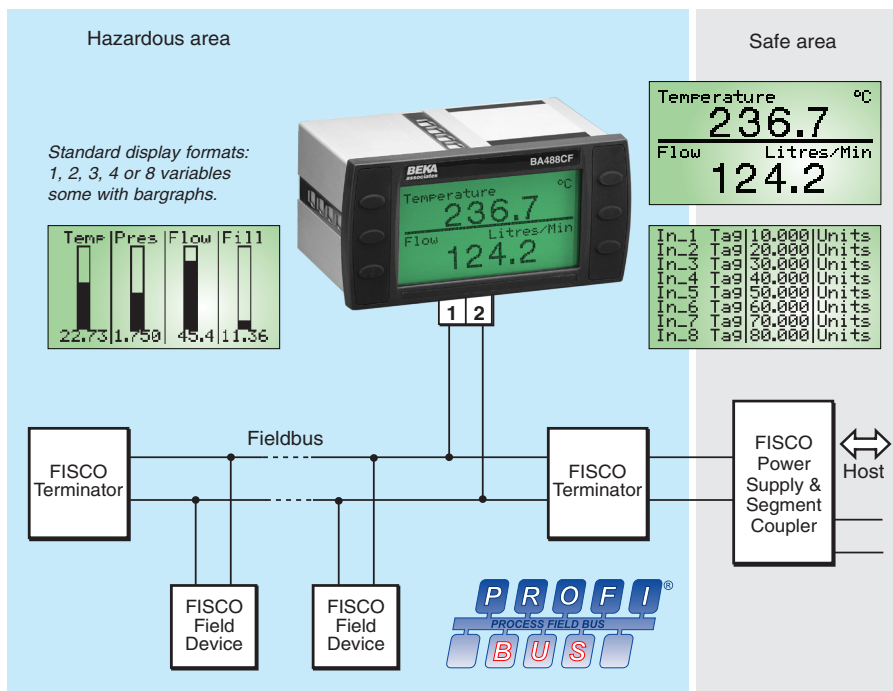 Hazardous area
Safe area
Standard display formats:
1, 2, 3, 4 or 8 variables
some with bargraphs.
Temp Pres Flow Fill
22.73 1.750 45.4 11.36
BEKA
associates
BA488CF
Temperature ºC
236.7
Flow Litres/Min
124.2
1 2
Temperature ºC
236.7
Flow Litres/Min
124.2
In_1 Tag 10.000 Units
In_2 Tag 20.000 Units
In_3 Tag 30.000 Units
In_4 Tag 40.000 Units
In_5 Tag 50.000 Units
In_6 Tag 60.000 Units
In_7 Tag 70.000 Units
In_8 Tag 80.000 Units
Fieldbus
FISCO
Terminator
FISCO
Terminator
FISCO
Power
Supply &
Segment
Coupler
Host
FISCO
Field
Device
FISCO
Field
Device
PROFI®
PROCESS FIELD BUS
BUS